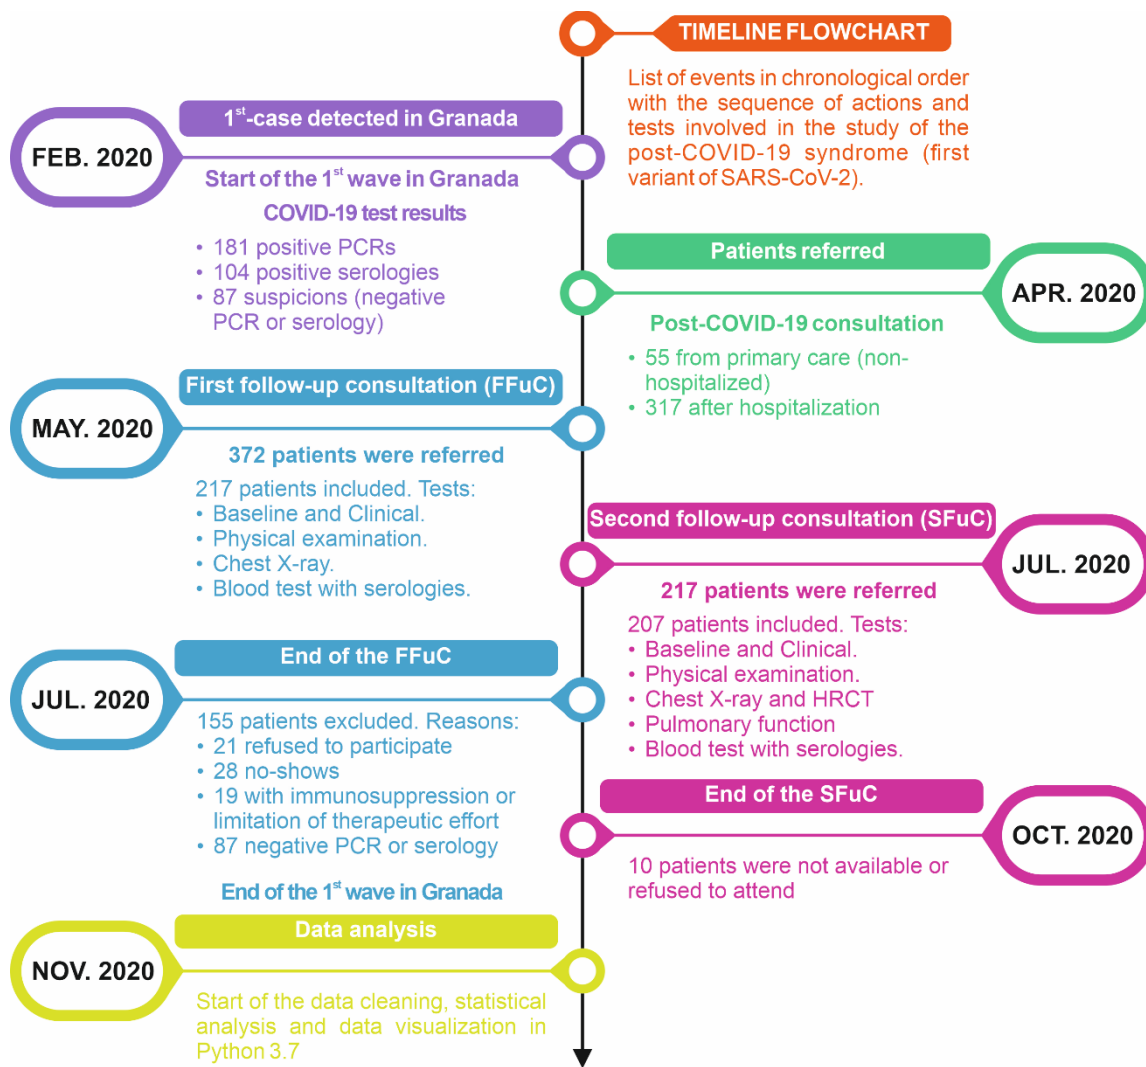 TIMELINE FLOWCHART
List of events in chronological order
with the sequence of actions and
tests involved in the study of the
post-COVID-19 syndrome (first
variant of SARS-CoV-2).
FEB. 2020
1st-case detected in Granada
Start of the 1st wave in Granada
COVID-19 test results
• 181 positive PCRs
• 104 positive serologies
• 87 suspicions (negative
PCR or serology)
APR. 2020
Patients referred
Post-COVID-19 consultation
• 55 from primary care (non-
hospitalized)
• 317 after hospitalization
MAY. 2020
First follow-up consultation (FFuC)
372 patients were referred
217 patients included. Tests:
• Baseline and Clinical.
• Physical examination.
• Chest X-ray.
• Blood test with serologies.
JUL. 2020
Second follow-up consultation (SFuC)
217 patients were referred
207 patients included. Tests:
• Baseline and Clinical.
• Physical examination.
• Chest X-ray and HRCT
• Pulmonary function
• Blood test with serologies.
JUL. 2020
End of the FFuC
155 patients excluded. Reasons:
• 21 refused to participate
• 28 no-shows
• 19 with immunosuppression or
limitation of therapeutic effort
• 87 negative PCR or serology
End of the 1st wave in Granada
OCT. 2020
End of the SFuC
10 patients were not available or
refused to attend
NOV. 2020
Data analysis
Start of the data cleaning, statistical
analysis and data visualization in
Python 3.7